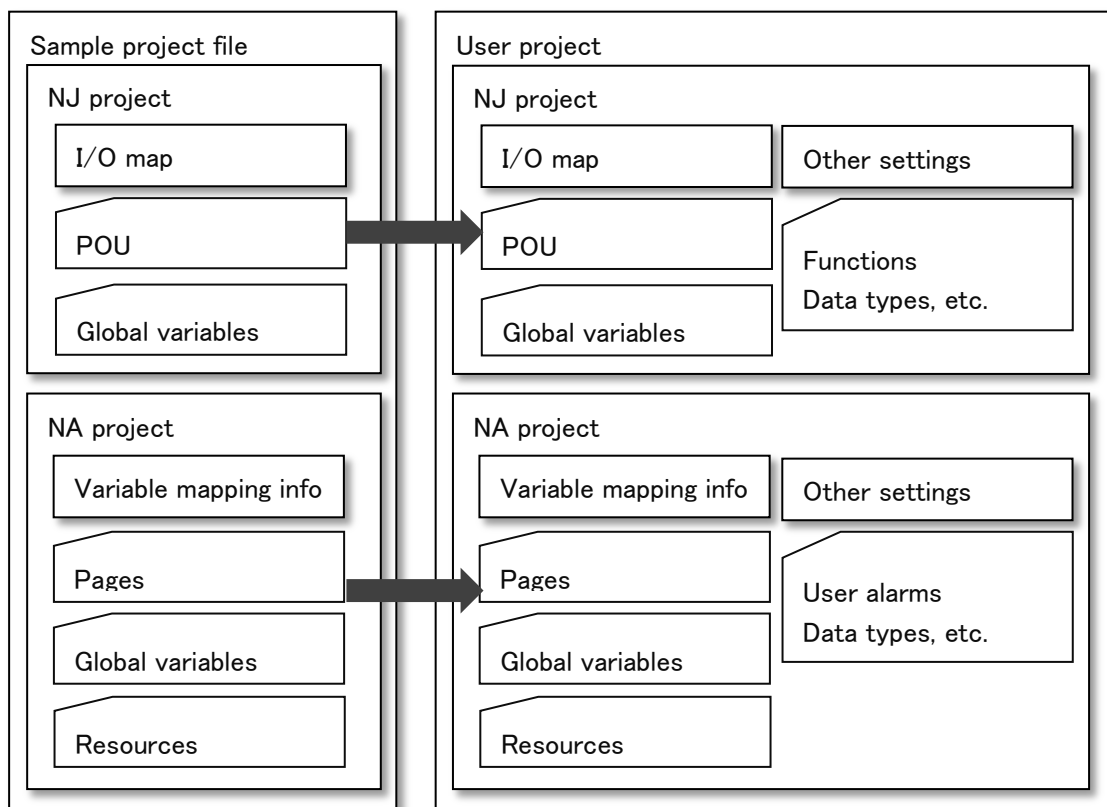 Sample project file
NJ project
I/O map
POU
Global variables
NA project
Variable mapping info
Pages
Global variables
Resources
User project
NJ project
I/O map
Other settings
POU
Functions
Data types, etc.
Global variables
NA project
Variable mapping info
Other settings
Pages
User alarms
Data types, etc.
Global variables
Resources